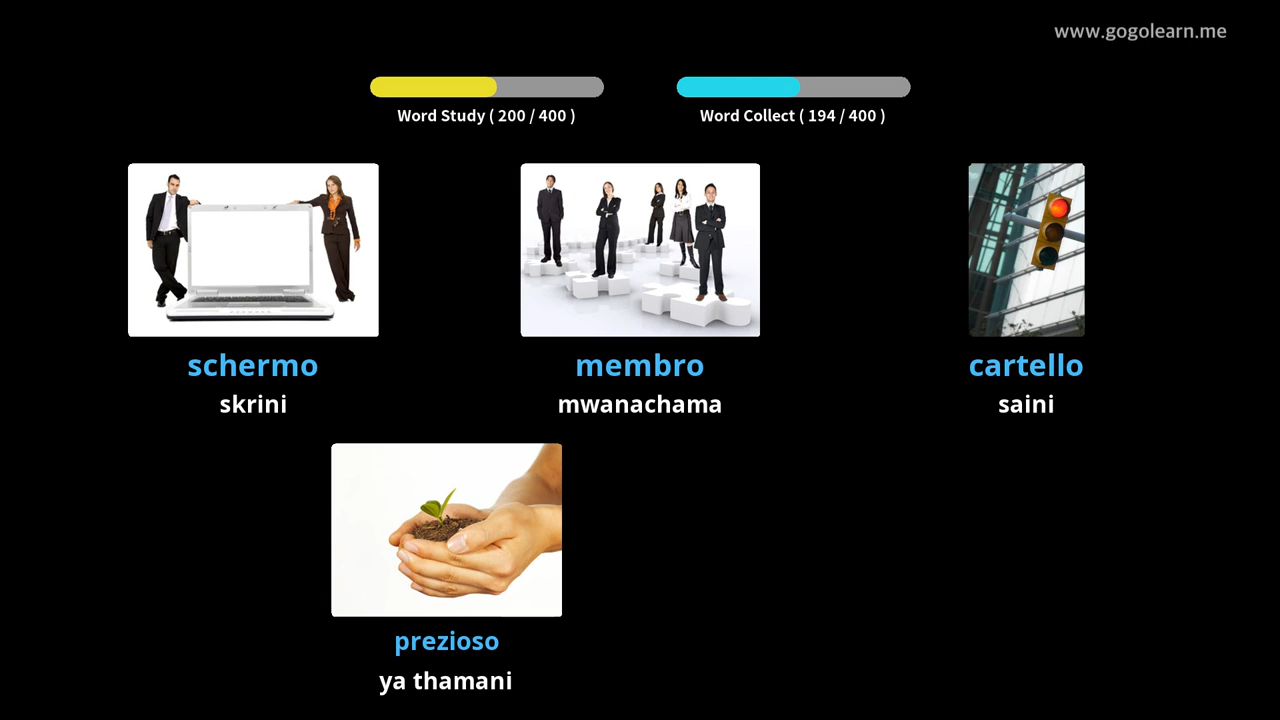 www.gogolearn.me
Word Study ( 200 / 400 )
Word Collect ( 194 / 400 )
schermo
skrini
membro
mwanachama
cartello
saini
prezioso
ya thamani